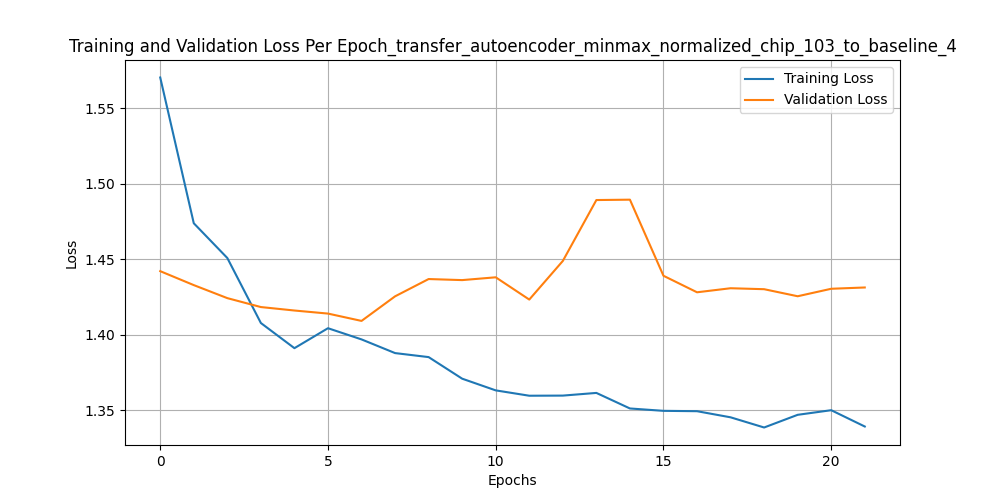 Training and Validation Loss Per Epoch_transfer_autoencoder_minmax_normalized_chip_103_to_baseline_4
Training Loss
Validation Loss
1.55
1.50
1.45
1.40
1.35
Loss
0
5
10
15
20
Epochs